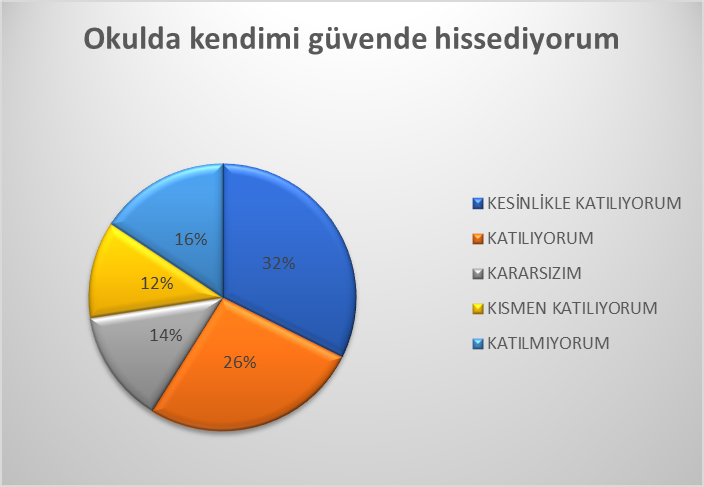 Okulda kendimi güvende hissediyorum
32%
26%
14%
12%
16%
KESİNLİKLE KATILIYORUM
KATILIYORUM
KARARSIZIM
KISMEN KATILIYORUM
KATILMIYORUM